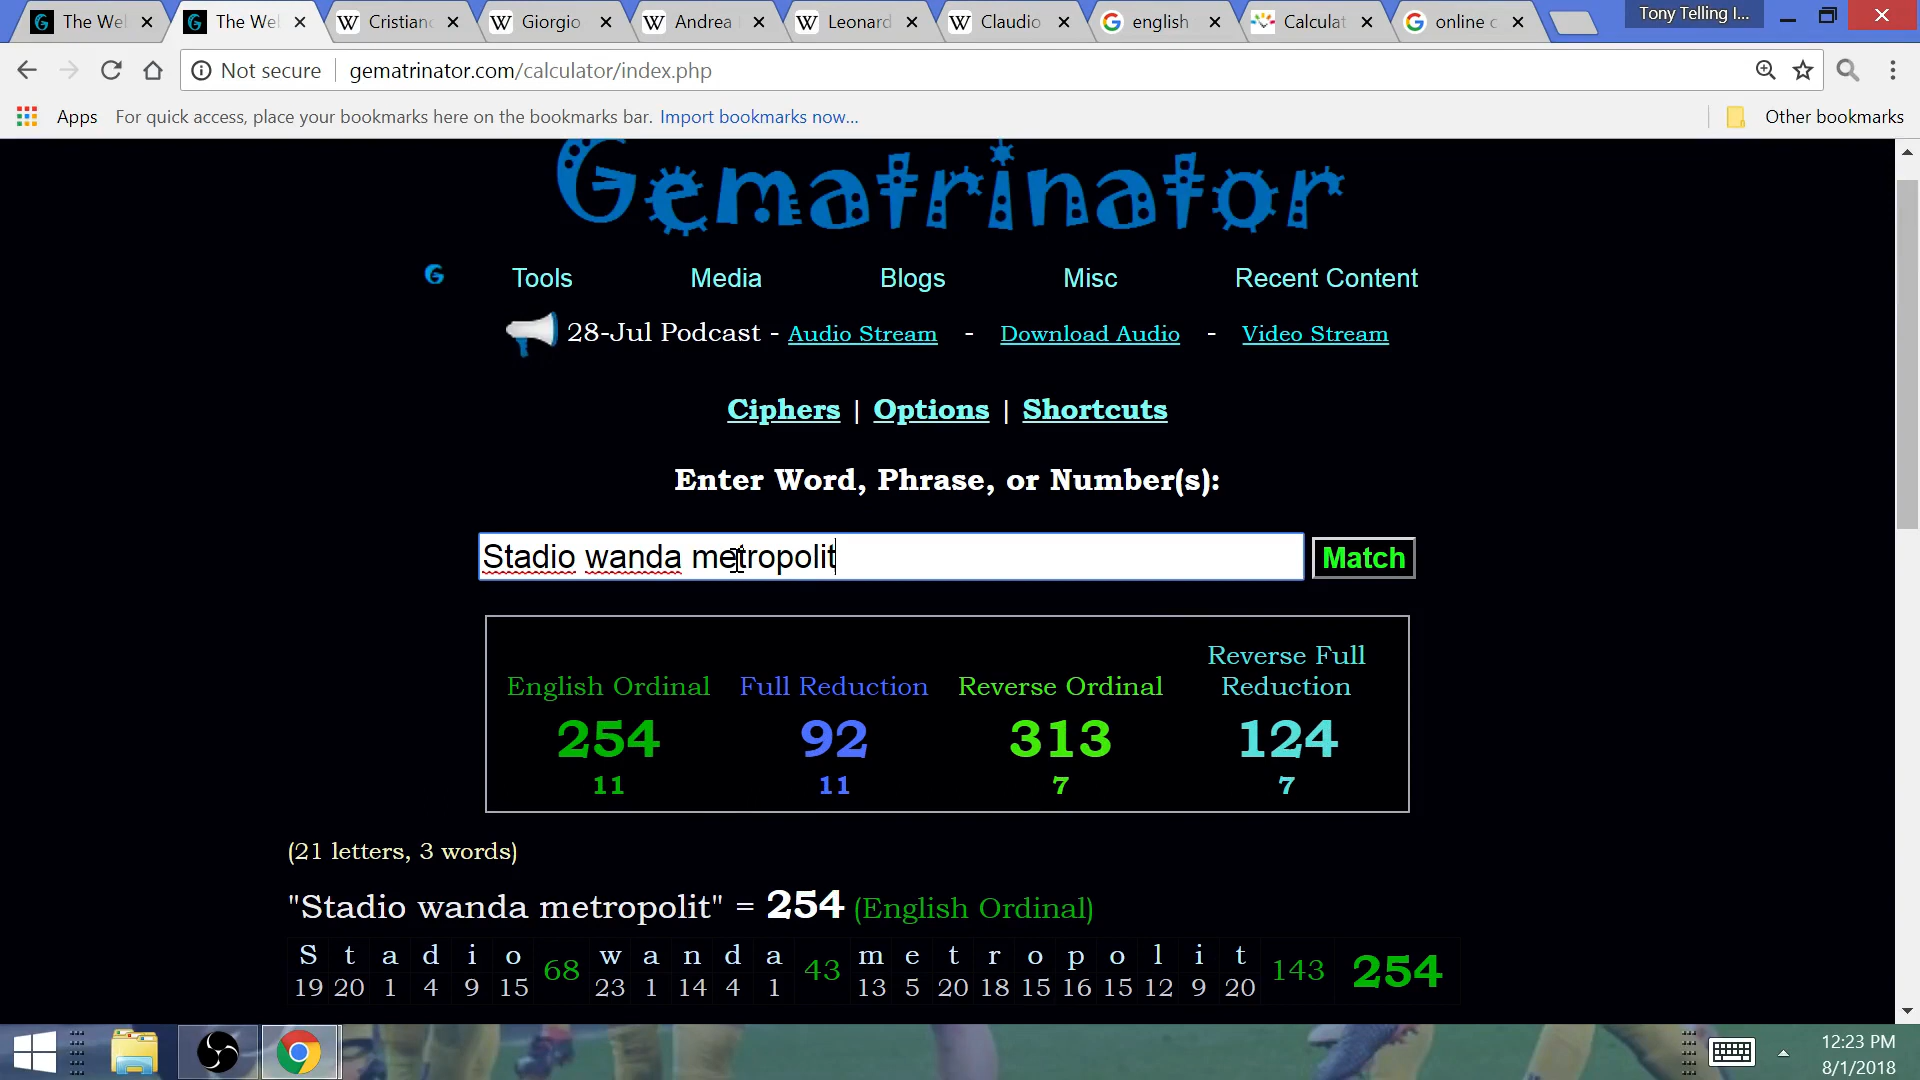 The Wel
The Wel
Cristian
Giorgio
Andrea
Leonard
Claudio
english
Calculat
online c
Tony Telling I...
Not secure
gematrinator.com/calculator/index.php
Apps For quick access, place your bookmarks here on the bookmarks bar. Import bookmarks now... Other bookmarks
Gematrinator
G Tools Media Blogs Misc Recent Content
28-Jul Podcast - Audio Stream - Download Audio - Video Stream
Ciphers | Options | Shortcuts
Enter Word, Phrase, or Number(s):
Stadio wanda metropolit Match
English Ordinal Full Reduction Reverse Ordinal Reverse Full Reduction
254 92 313 124
11 11 7 7
(21 letters, 3 words)
"Stadio wanda metropolit" = 254 (English Ordinal)
S t a d i o 68 w a n d a 43 m e t r o p o l i t 143 254
19 20 1 4 9 15 23 1 14 4 1 13 5 20 18 15 16 15 12 9 20
12:23 PM
8/1/2018